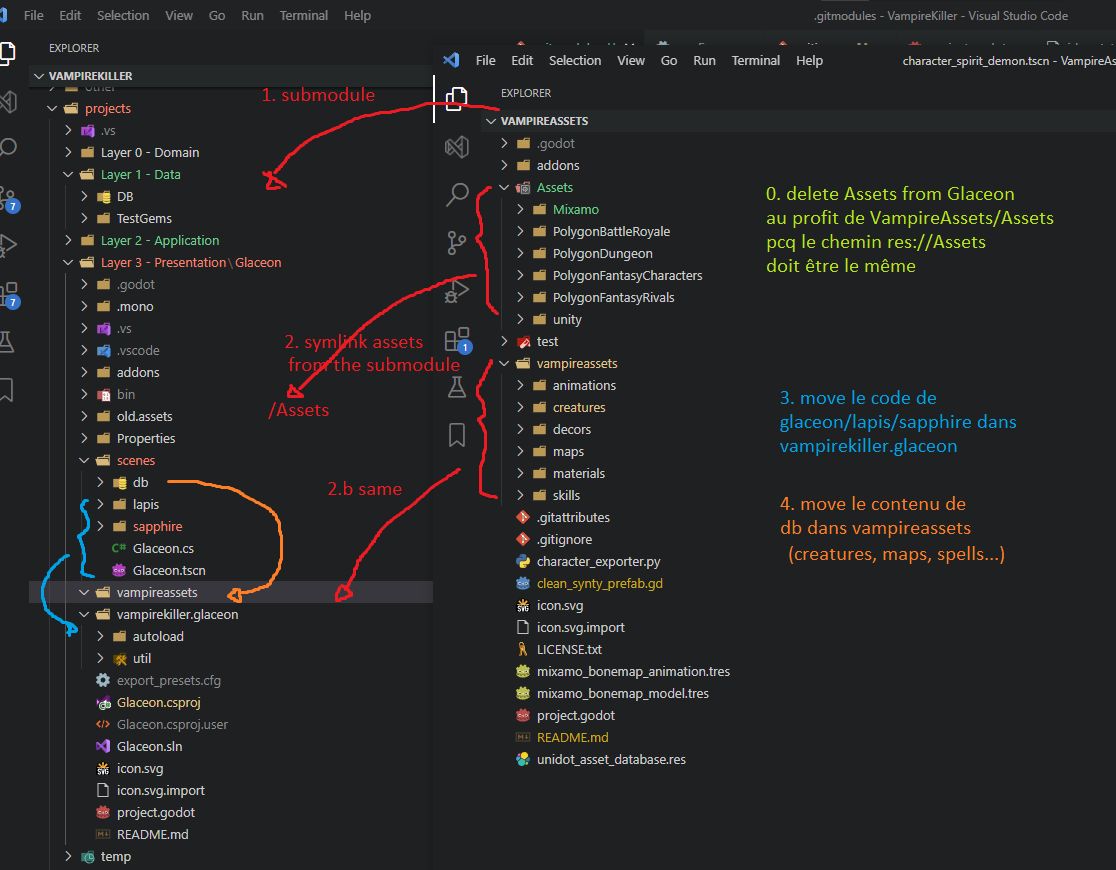 File Edit Selection View Go Run Terminal Help
.gitmodules - VampireKiller - Visual Studio Code
EXPLORER
VAMPIREKILLER
other
projects
.vs
Layer 0 - Domain
Layer 1 - Data
DB
TestGems
Layer 2 - Application
Layer 3 - Presentation \ Glaceon
.godot
.mono
.vs
.vscode
addons
bin
old.assets
Properties
scenes
db
lapis
sapphire
C# Glaceon.cs
Glaceon.tscn
vampireassets
vampirekiller.glaceon
autoload
util
export_presets.cfg
Glaceon.csproj
Glaceon.csproj.user
Glaceon.sln
icon.svg
icon.svg.import
project.godot
README.md
temp
7
7
1. submodule
2. symlink assets
from the submodule
/Assets
2.b same
File Edit Selection View Go Run Terminal Help
character_spirit_demon.tscn - VampireAs
EXPLORER
VAMPIREASSETS
.godot
addons
Assets
Mixamo
PolygonBattleRoyale
PolygonDungeon
PolygonFantasyCharacters
PolygonFantasyRivals
unity
test
vampireassets
animations
creatures
decors
maps
materials
skills
.gitattributes
.gitignore
character_exporter.py
clean_synty_prefab.gd
icon.svg
icon.svg.import
LICENSE.txt
mixamo_bonemap_animation.tres
mixamo_bonemap_model.tres
project.godot
README.md
unidot_asset_database.res
1
0. delete Assets from Glaceon
au profit de VampireAssets/Assets
pcq le chemin res://Assets
doit être le même
3. move le code de
glaceon/lapis/sapphire dans
vampirekiller.glaceon
4. move le contenu de
db dans vampireassets
(creatures, maps, spells...)